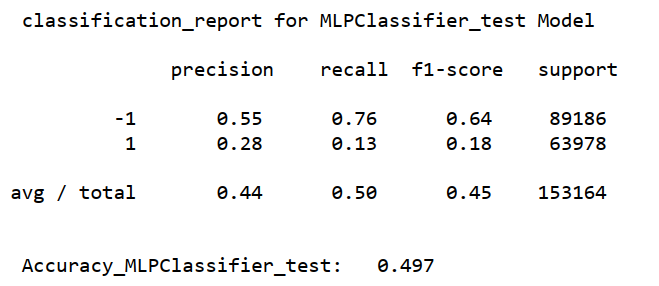 classification_report for MLPClassifier_test Model
precision recall f1-score support
-1 0.55 0.76 0.64 89186
1 0.28 0.13 0.18 63978
avg / total 0.44 0.50 0.45 153164
Accuracy_MLPClassifier_test: 0.497